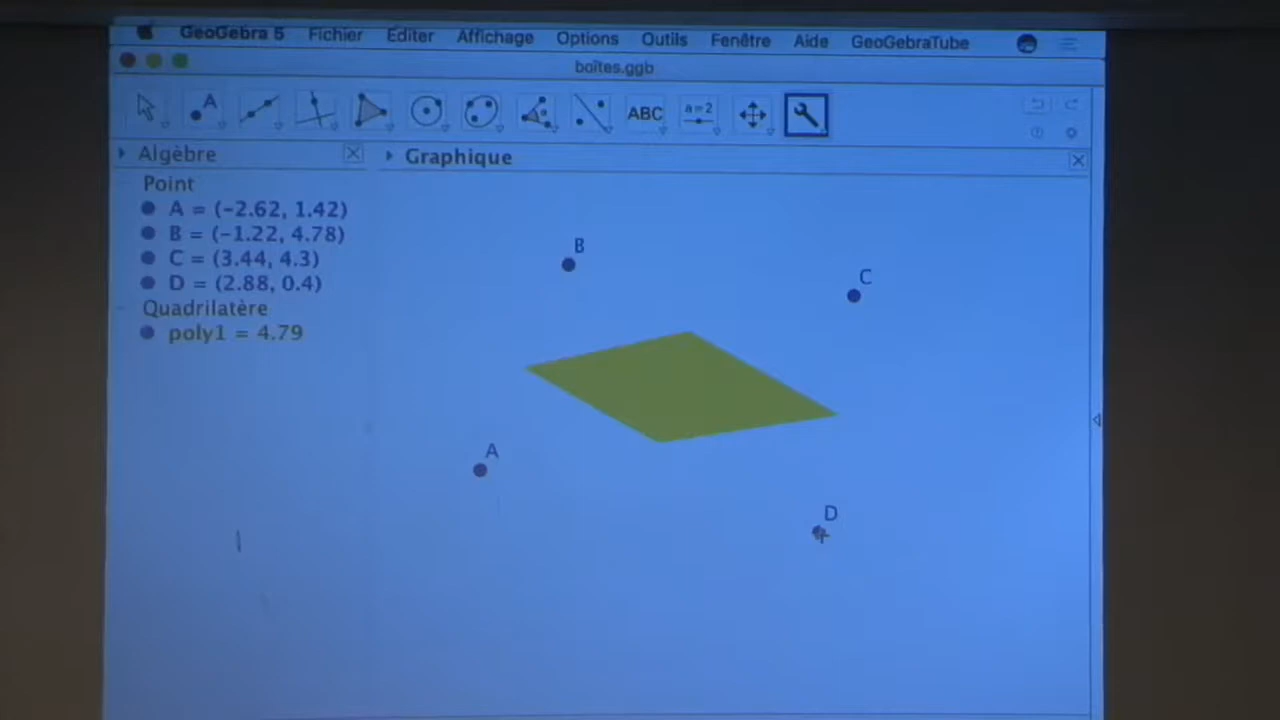 GeoGebra 5 Fichier Éditer Affichage Options Outils Fenêtre Aide GeoGebraTube
boîtes.ggb
A ABC a=2
Algèbre
Graphique
Point
A = (-2.62, 1.42)
B = (-1.22, 4.78)
C = (3.44, 4.3)
D = (2.88, 0.4)
Quadrilatère
poly1 = 4.79
B
C
A
D